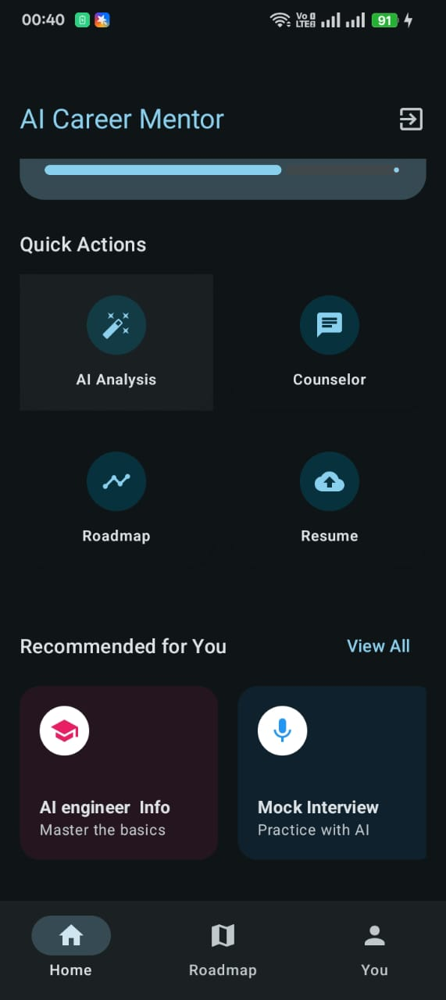 00:40
Vo
LTE2
91
AI Career Mentor
Quick Actions
AI Analysis
Counselor
Roadmap
Resume
Recommended for You
View All
AI engineer  Info
Master the basics
Mock Interview
Practice with AI
Home
Roadmap
You